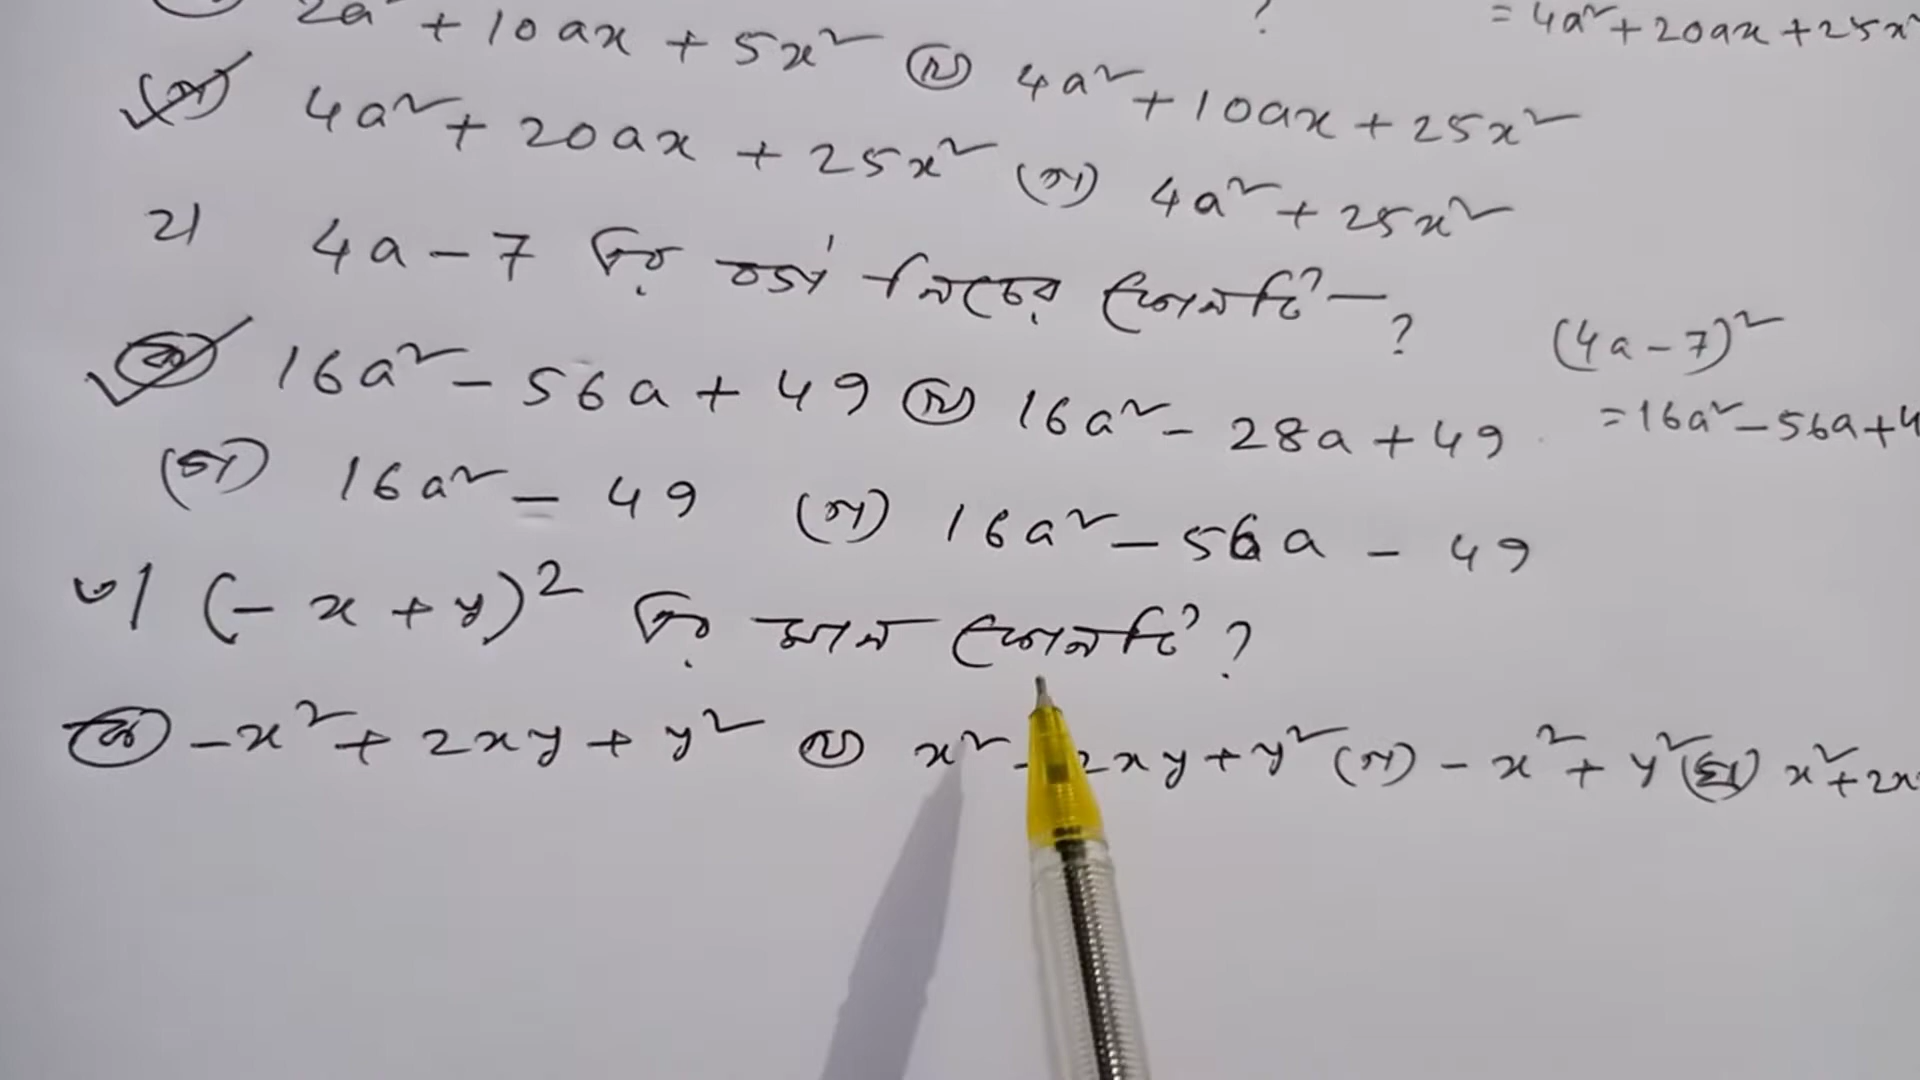 2a² + 10ax + 5x² (খ) 4a² + 10ax + 25x²
? = 4a² + 20ax + 25x²
(গ) 4a² + 20ax + 25x² (ঘ) 4a² + 25x²
২। 4a - 7 এর বর্গ নিচের কোনটি?
(4a - 7)²
(ক) 16a² - 56a + 49 (খ) 16a² - 28a + 49
= 16a² - 56a + 4
(গ) 16a² - 49 (ঘ) 16a² - 56a - 49
৩। (- x + y)² এর মান কোনটি?
(ক) -x² + 2xy + y² (খ) x² - 2xy + y² (গ) - x² + y² (ঘ) x² + 2x